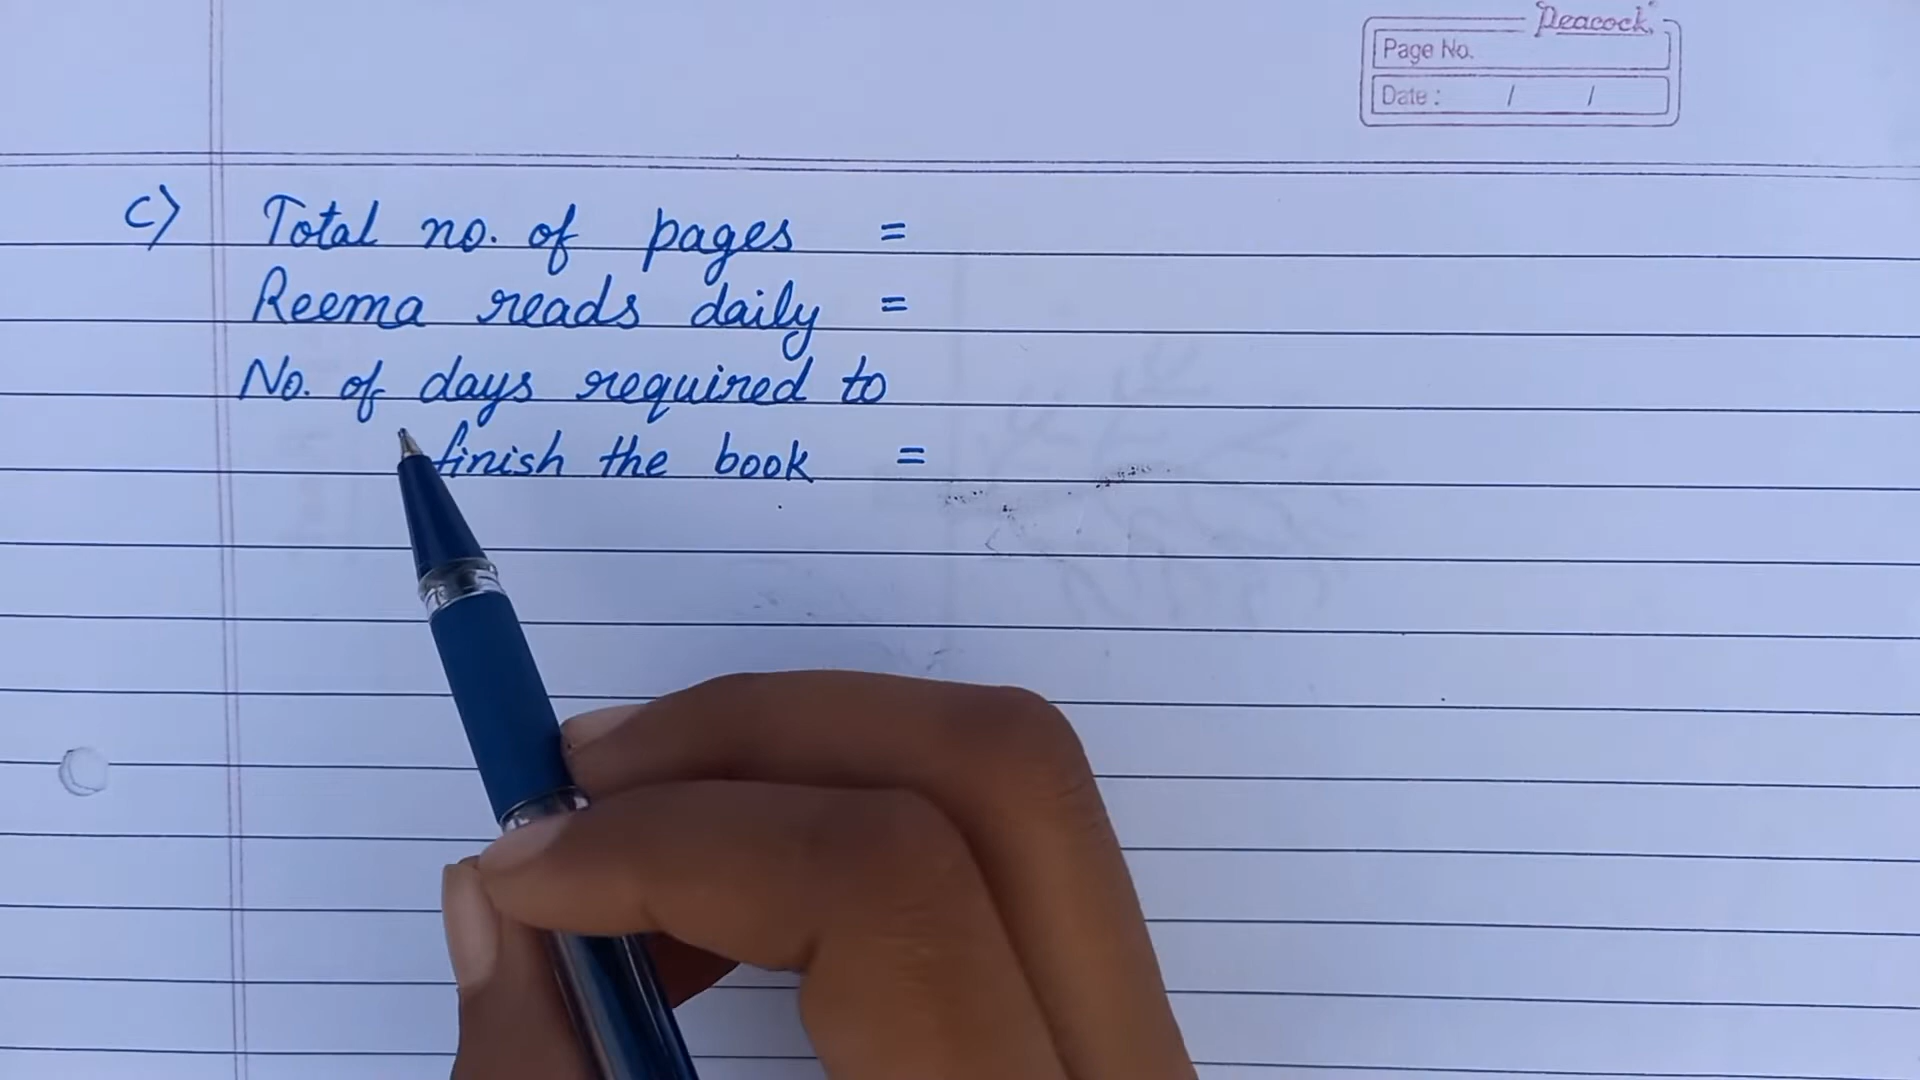 Peacock
Page No.
Date : / /
c) Total no. of pages =
Reema reads daily =
No. of days required to
finish the book =